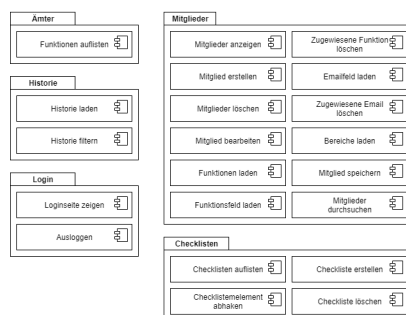 Ämter
Funktionen auflisten
Historie
Historie laden
Historie filtern
Login
Loginseite zeigen
Ausloggen
Mitglieder
Mitglieder anzeigen
Zugewiesene Funktion
löschen
Mitglied erstellen
Emailfeld laden
Mitglieder löschen
Zugewiesene Email
löschen
Mitglied bearbeiten
Bereiche laden
Funktionen laden
Mitglied speichern
Funktionsfeld laden
Mitglieder
durchsuchen
Checklisten
Checklisten auflisten
Checkliste erstellen
Checklistemelement
abhaken
Checkliste löschen